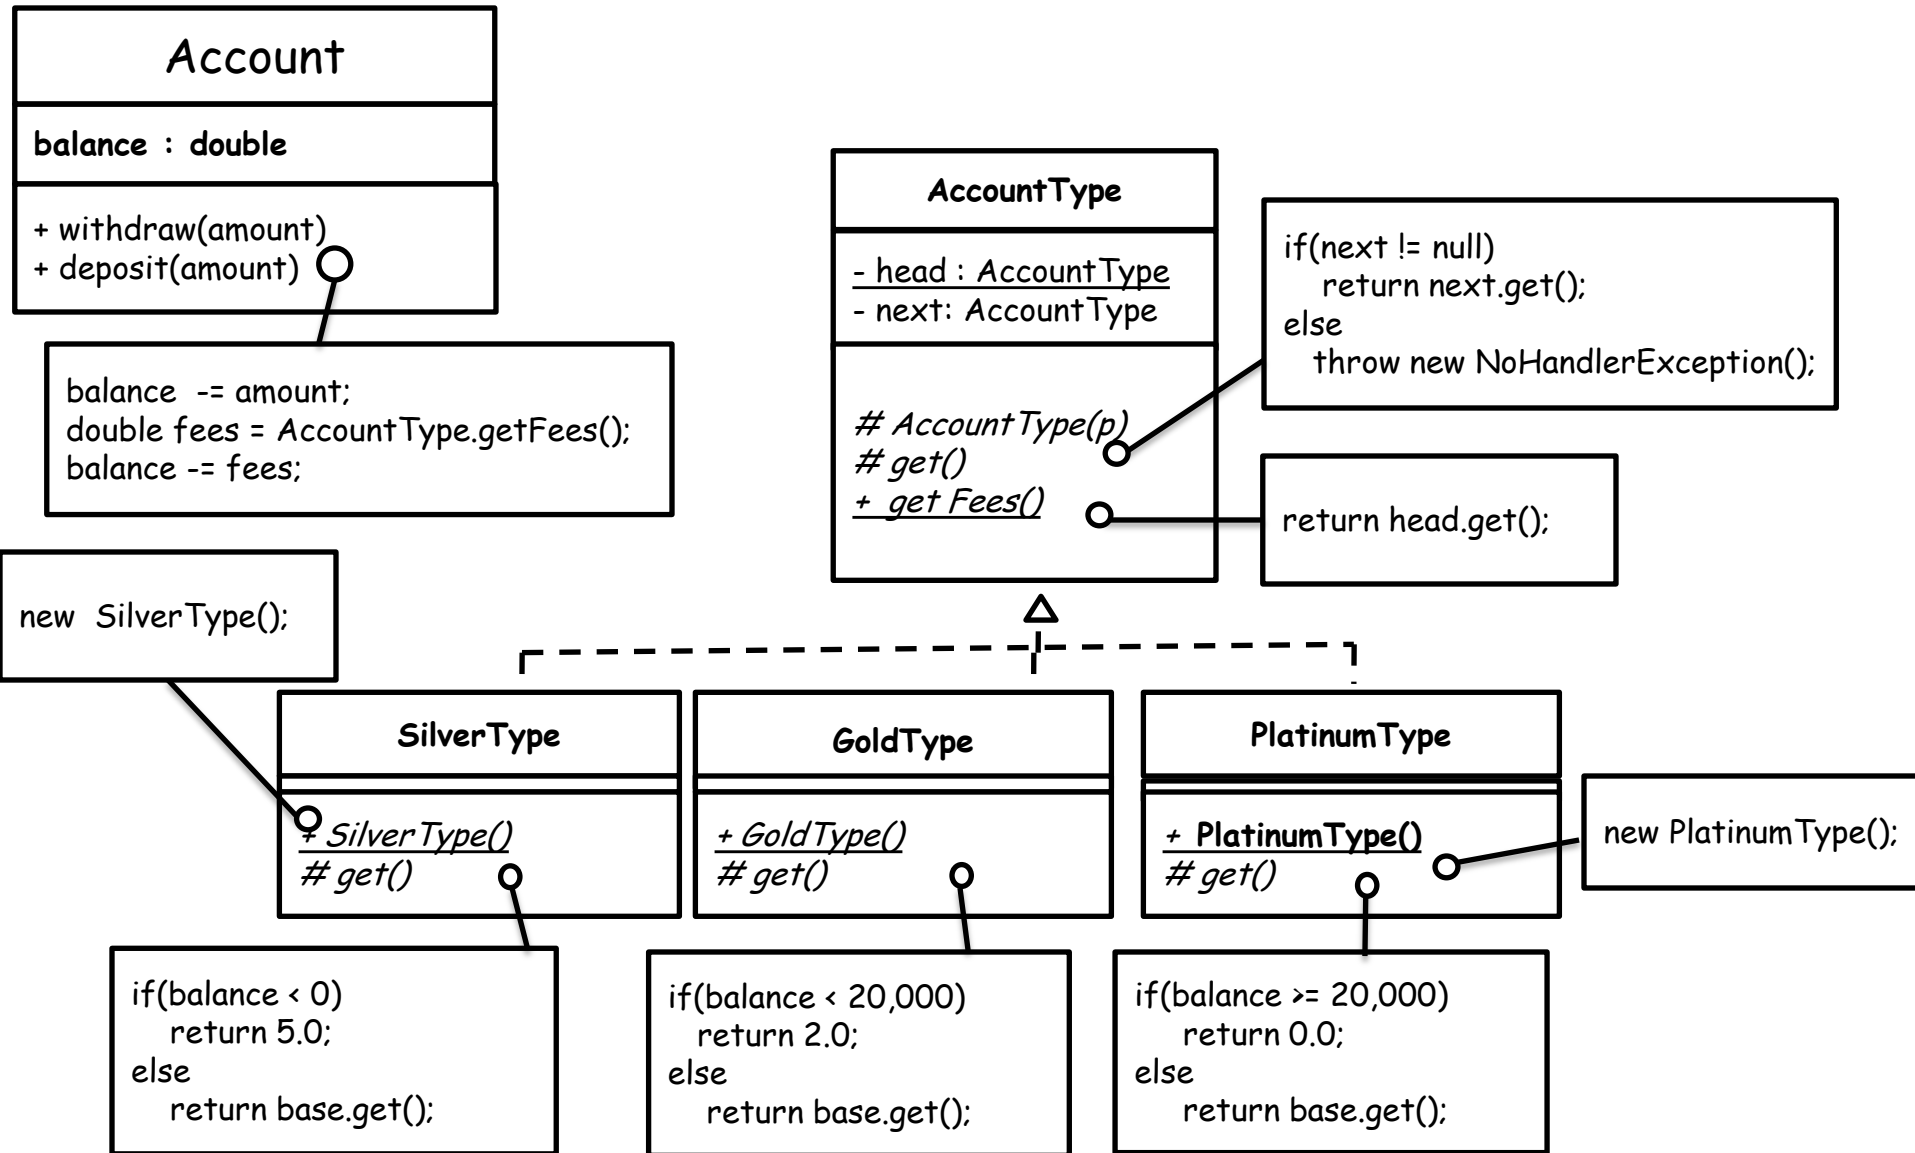 Account
balance : double
+ withdraw(amount)
+ deposit(amount)
balance -= amount;
double fees = AccountType.getFees();
balance -= fees;
AccountType
- head : AccountType
- next: AccountType
# AccountType(p)
# get()
+ get Fees()
if(next != null)
return next.get();
else
throw new NoHandlerException();
return head.get();
new SilverType();
SilverType
+ SilverType()
# get()
GoldType
+ GoldType()
# get()
PlatinumType
+ PlatinumType()
# get()
new PlatinumType();
if(balance < 0)
return 5.0;
else
return base.get();
if(balance < 20,000)
return 2.0;
else
return base.get();
if(balance >= 20,000)
return 0.0;
else
return base.get();